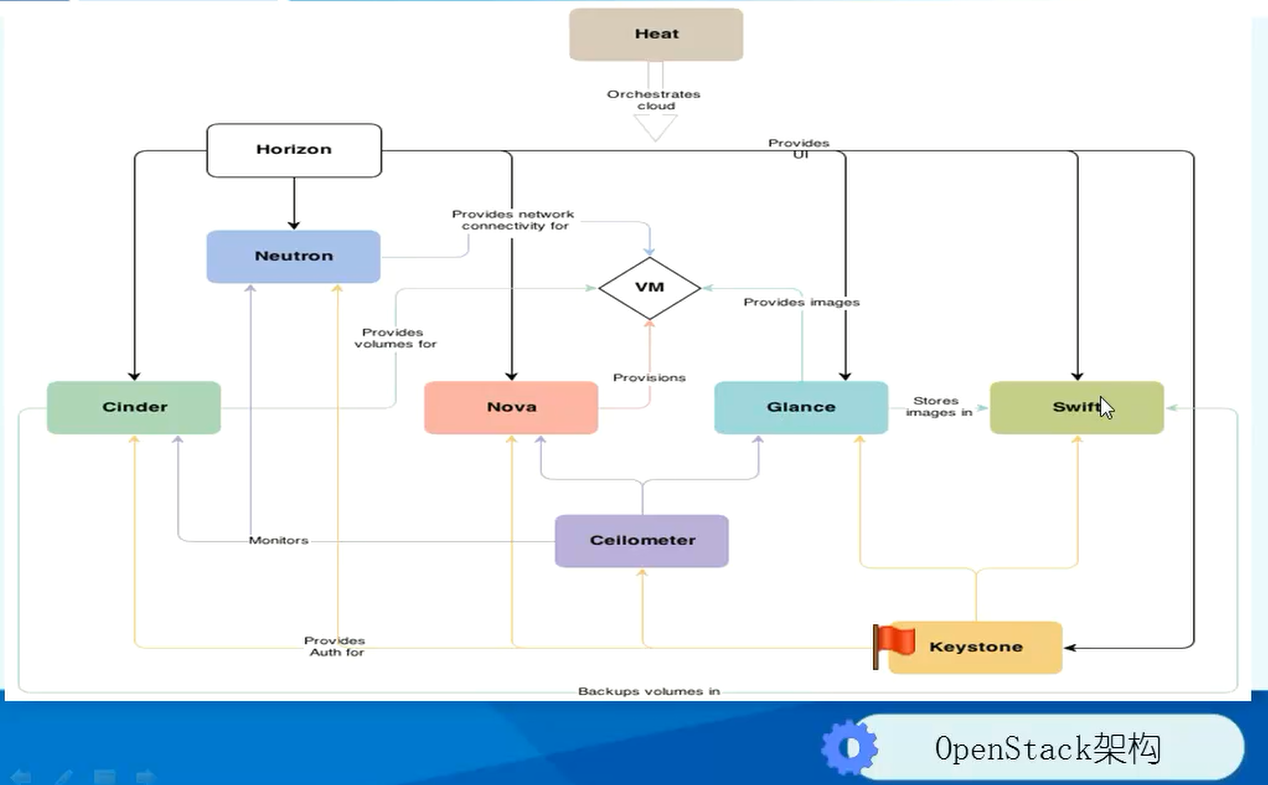 Heat
Orchestrates
cloud
Horizon
Provides
UI
Provides network
connectivity for
Neutron
VM
Provides images
Provides
volumes for
Provisions
Cinder
Nova
Glance
Stores
images in
Swift
Ceilometer
Monitors
Provides
Auth for
Keystone
Backups volumes in
OpenStack架构